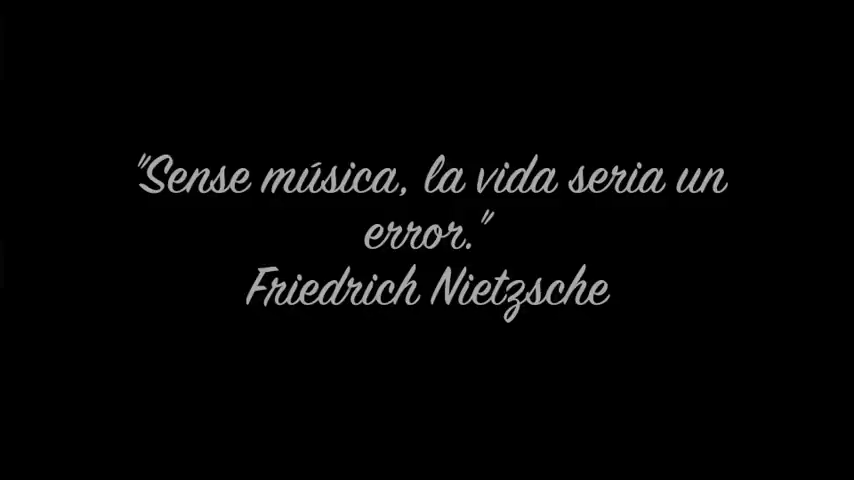 "Sense música, la vida seria un
error."
Friedrich Nietzsche